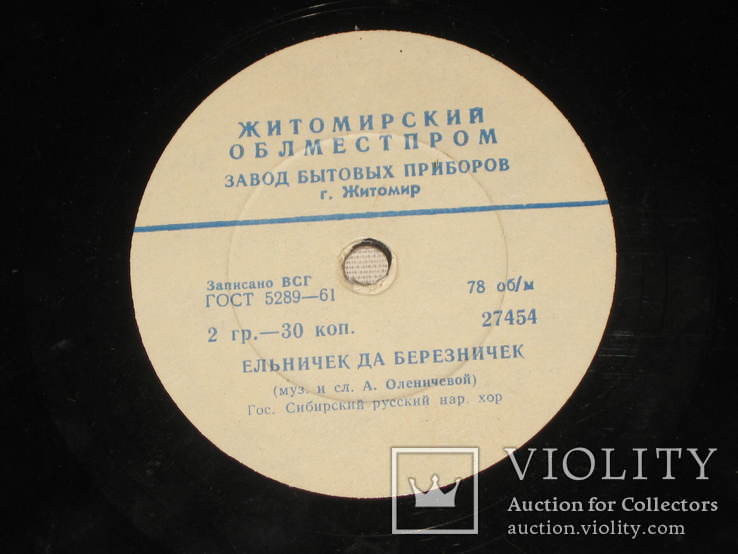 ЖИТОМИРСКИЙ
ОБЛМЕСТПРОМ
ЗАВОД БЫТОВЫХ ПРИБОРОВ
г. Житомир
Записано ВСГ
ГОСТ 5289—61
78 об/м
2 гр.—30 коп.
27454
ЕЛЬНИЧЕК ДА БЕРЕЗНИЧЕК
(муз. и сл. А. Оленичевой)
Гос. Сибирский русский нар. хор
VIOLITY
Auction for Collectors
auction.violity.com